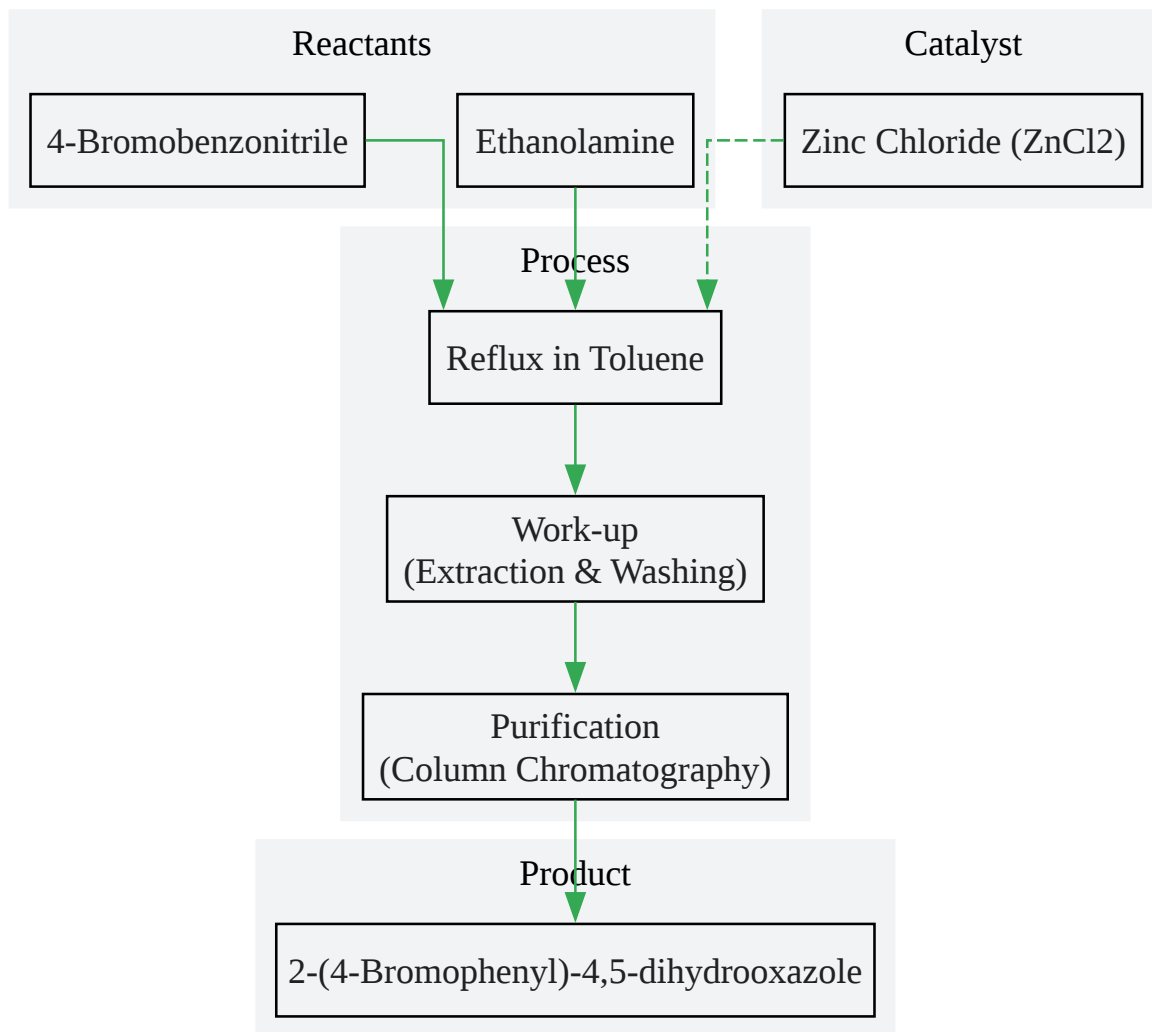 Reactants
Catalyst
4-Bromobenzonitrile
Ethanolamine
Zinc Chloride (ZnCl2)
Process
Reflux in Toluene
Work-up
(Extraction & Washing)
Purification
(Column Chromatography)
Product
2-(4-Bromophenyl)-4,5-dihydrooxazole